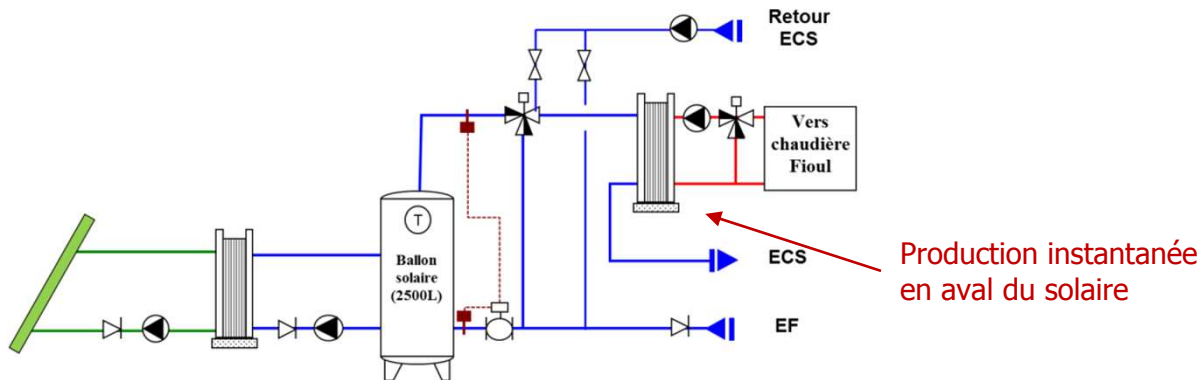 Retour
ECS
Vers
chaudière
Fioul
T
Ballon
solaire
(2500L)
ECS
Production instantanée
en aval du solaire
EF